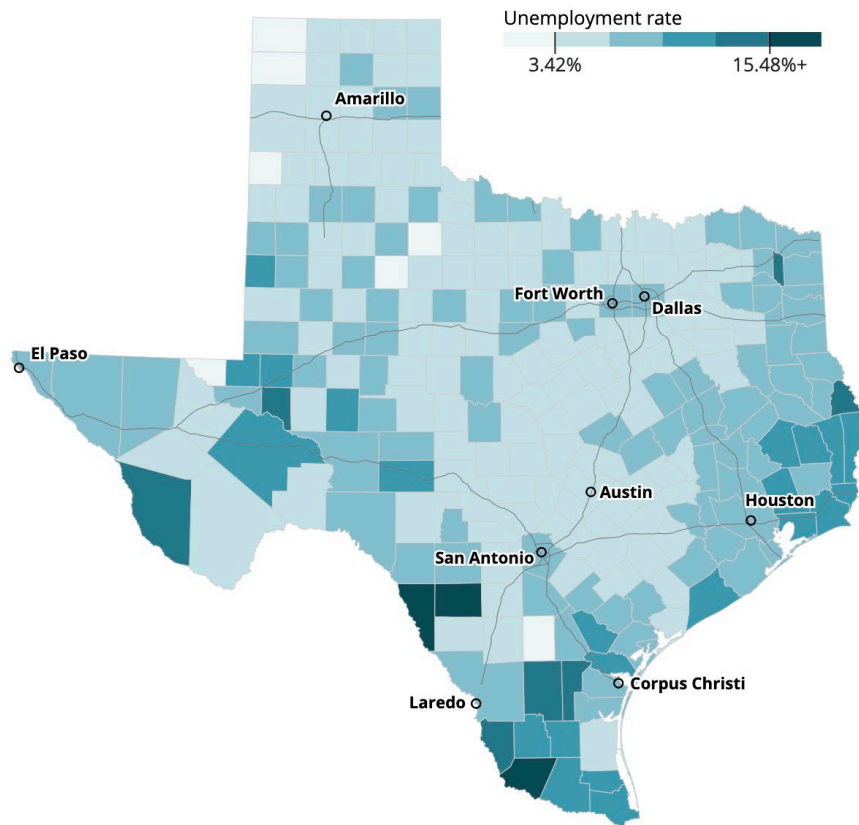 Unemployment rate
3.42%
15.48%+
Amarillo
Fort Worth
Dallas
El Paso
Austin
Houston
San Antonio
Corpus Christi
Laredo